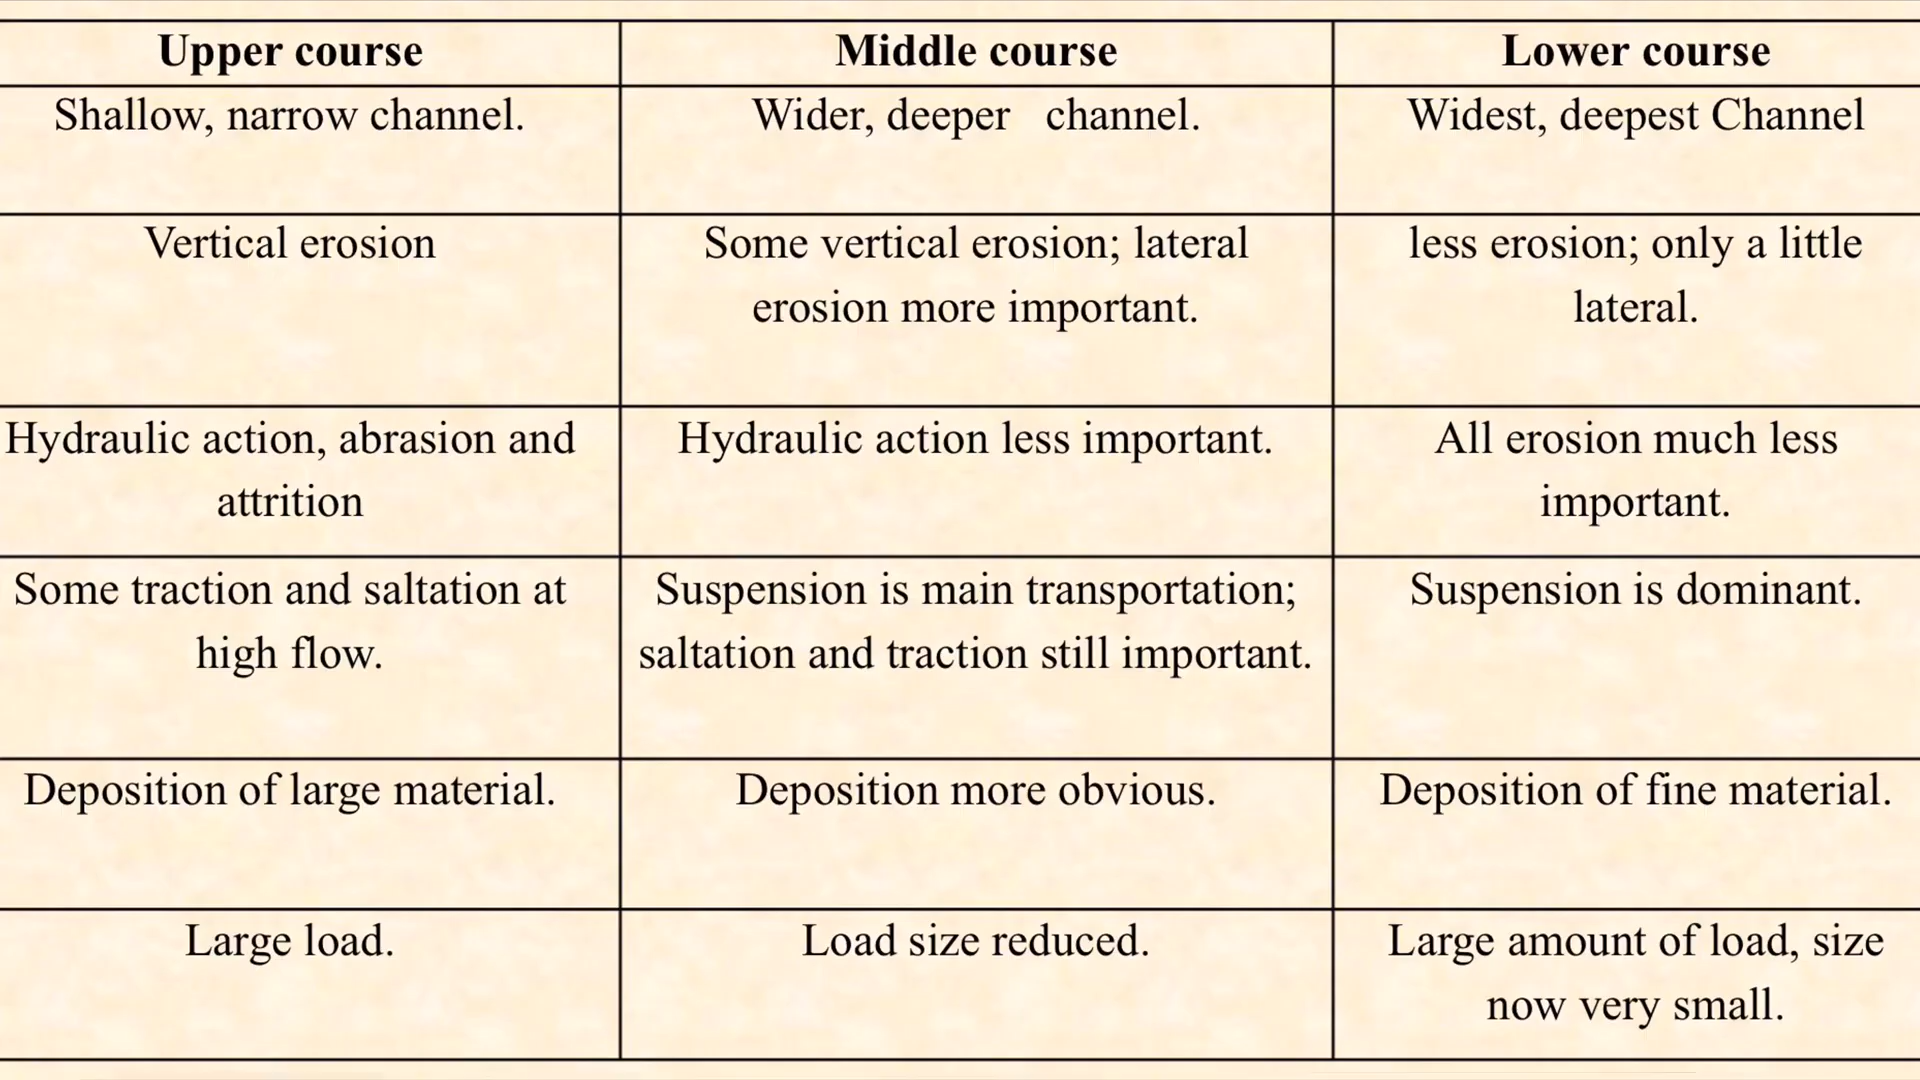 Upper course
Middle course
Lower course
Shallow, narrow channel.
Wider, deeper channel.
Widest, deepest Channel
Vertical erosion
Some vertical erosion; lateral
erosion more important.
less erosion; only a little
lateral.
Hydraulic action, abrasion and
attrition
Hydraulic action less important.
All erosion much less
important.
Some traction and saltation at
high flow.
Suspension is main transportation;
saltation and traction still important.
Suspension is dominant.
Deposition of large material.
Deposition more obvious.
Deposition of fine material.
Large load.
Load size reduced.
Large amount of load, size
now very small.